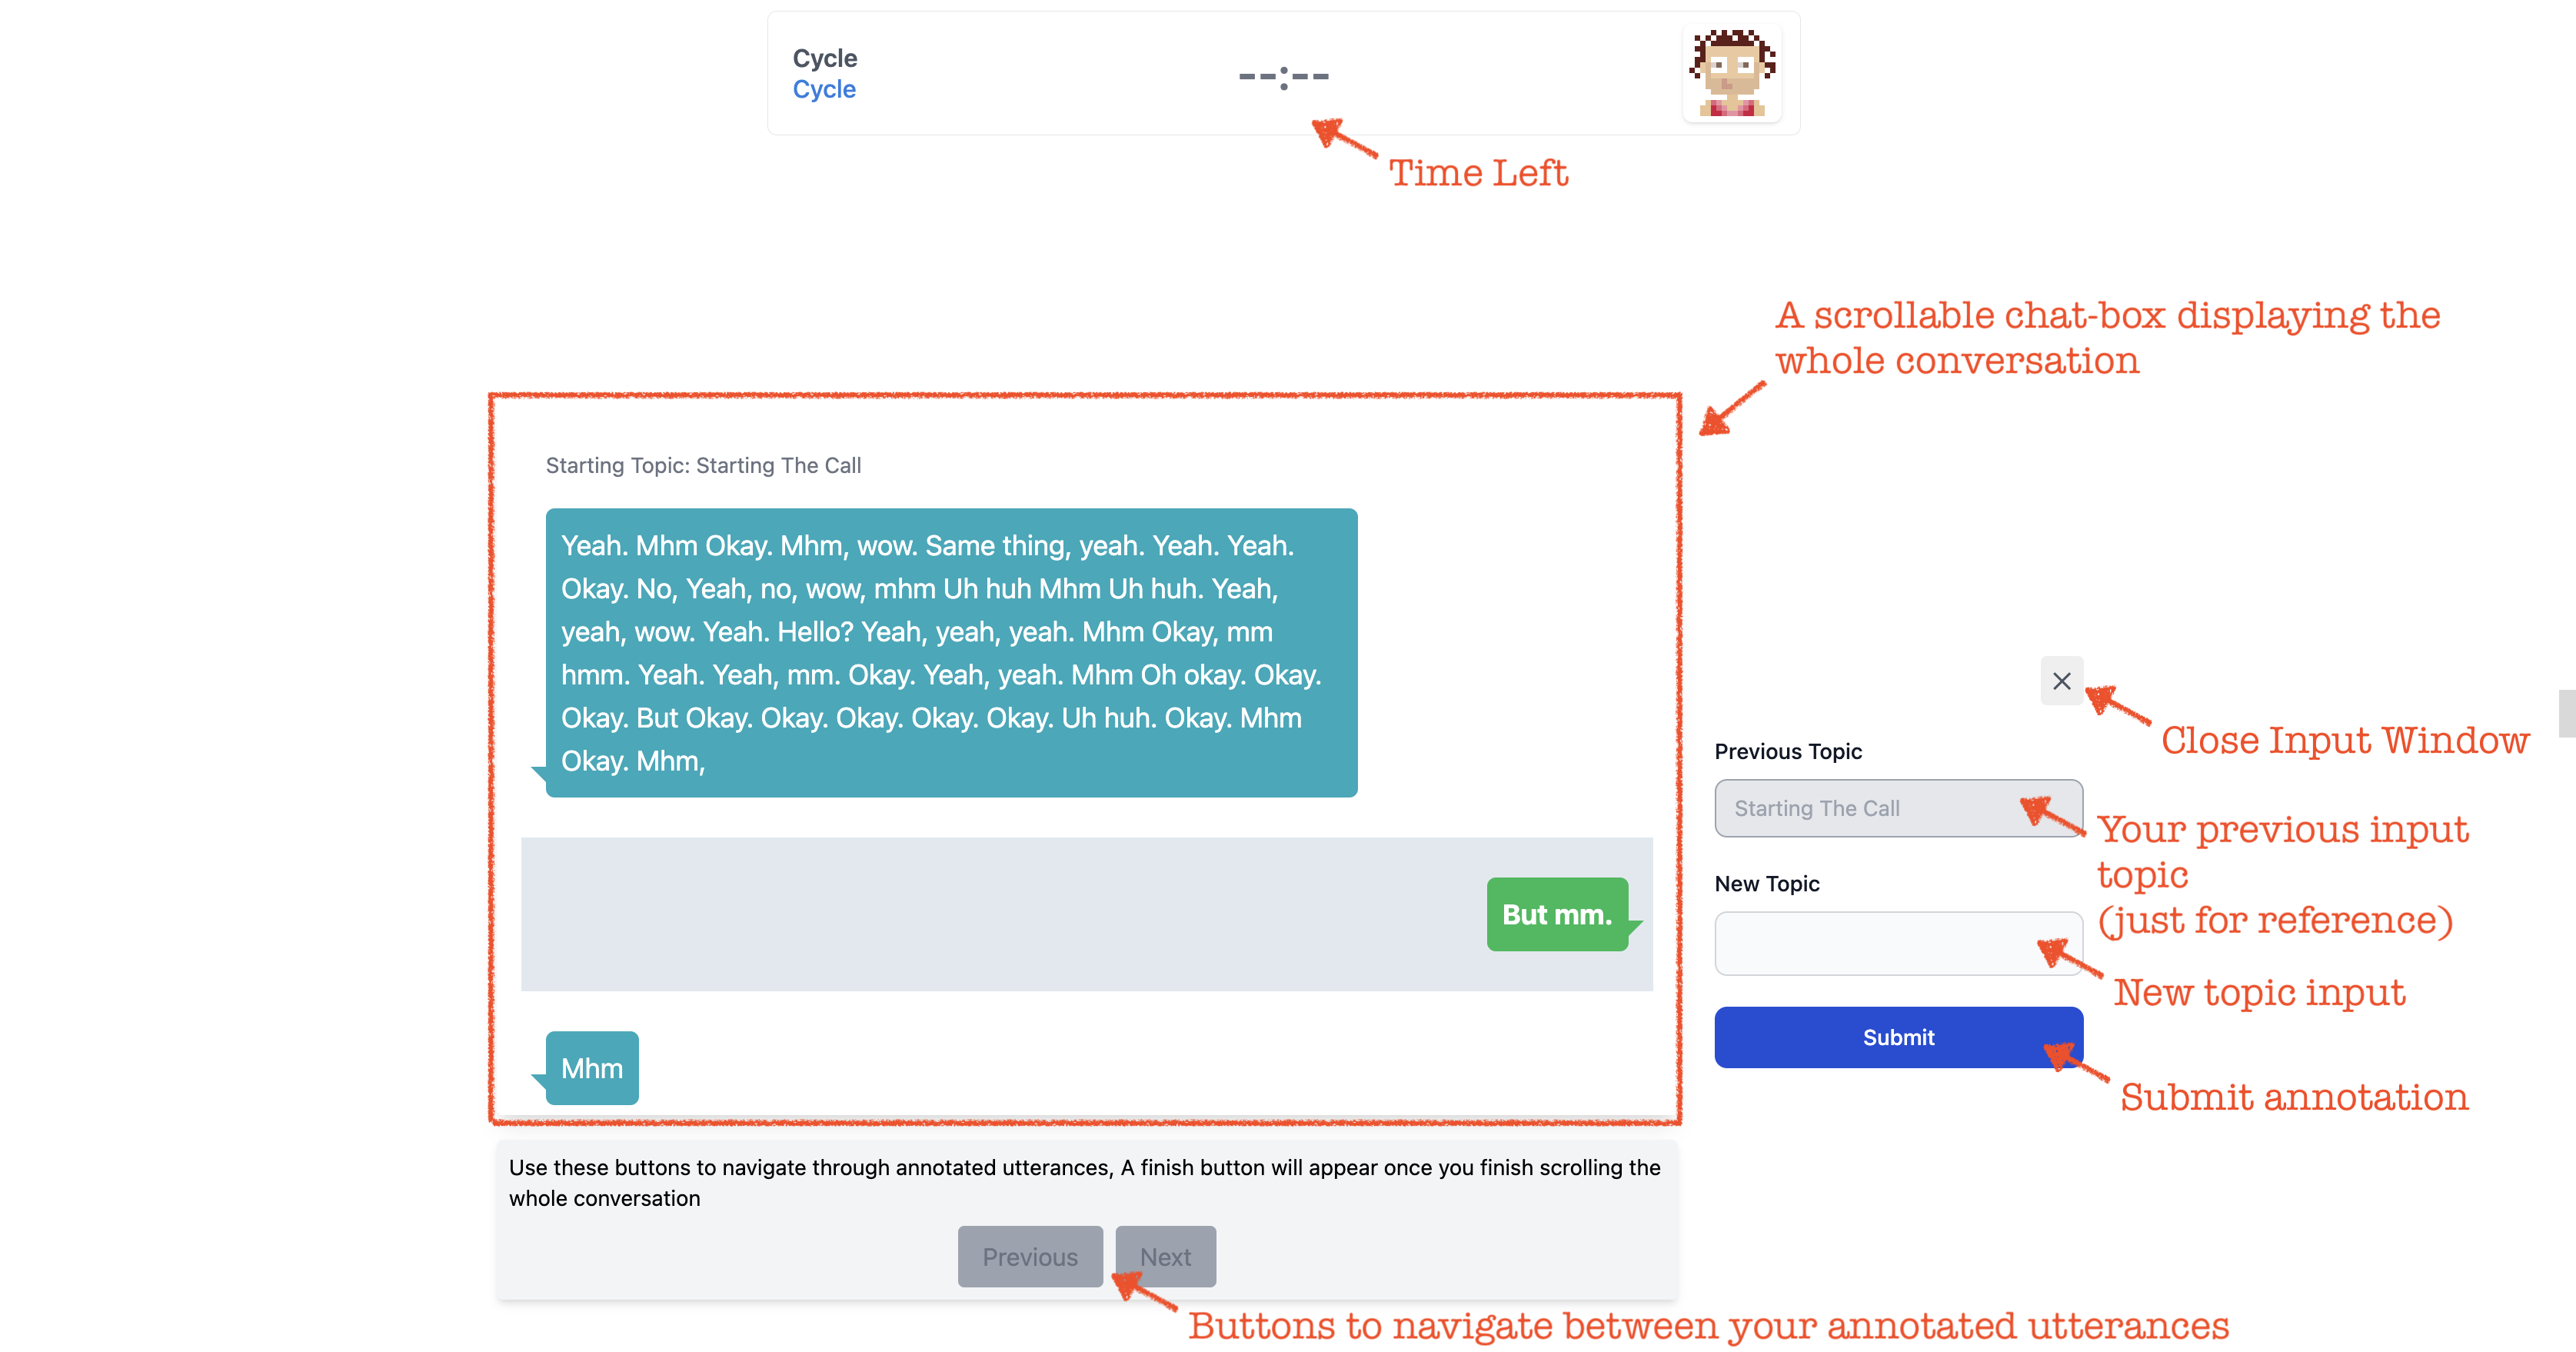 Cycle
Cycle
--:--
Time Left
A scrollable chat-box displaying the
whole conversation
Starting Topic: Starting The Call
Yeah. Mhm Okay. Mhm, wow. Same thing, yeah. Yeah. Yeah.
Okay. No, Yeah, no, wow, mhm Uh huh Mhm Uh huh. Yeah,
yeah, wow. Yeah. Hello? Yeah, yeah, yeah. Mhm Okay, mm
hmm. Yeah. Yeah, mm. Okay. Yeah, yeah. Mhm Oh okay. Okay.
Okay. But Okay. Okay. Okay. Okay. Okay. Uh huh. Okay. Mhm
Okay. Mhm,
But mm.
Mhm
Close Input Window
Previous Topic
Starting The Call
Your previous input
topic
(just for reference)
New Topic
New topic input
Submit
Submit annotation
Use these buttons to navigate through annotated utterances, A finish button will appear once you finish scrolling the
whole conversation
Previous
Next
Buttons to navigate between your annotated utterances